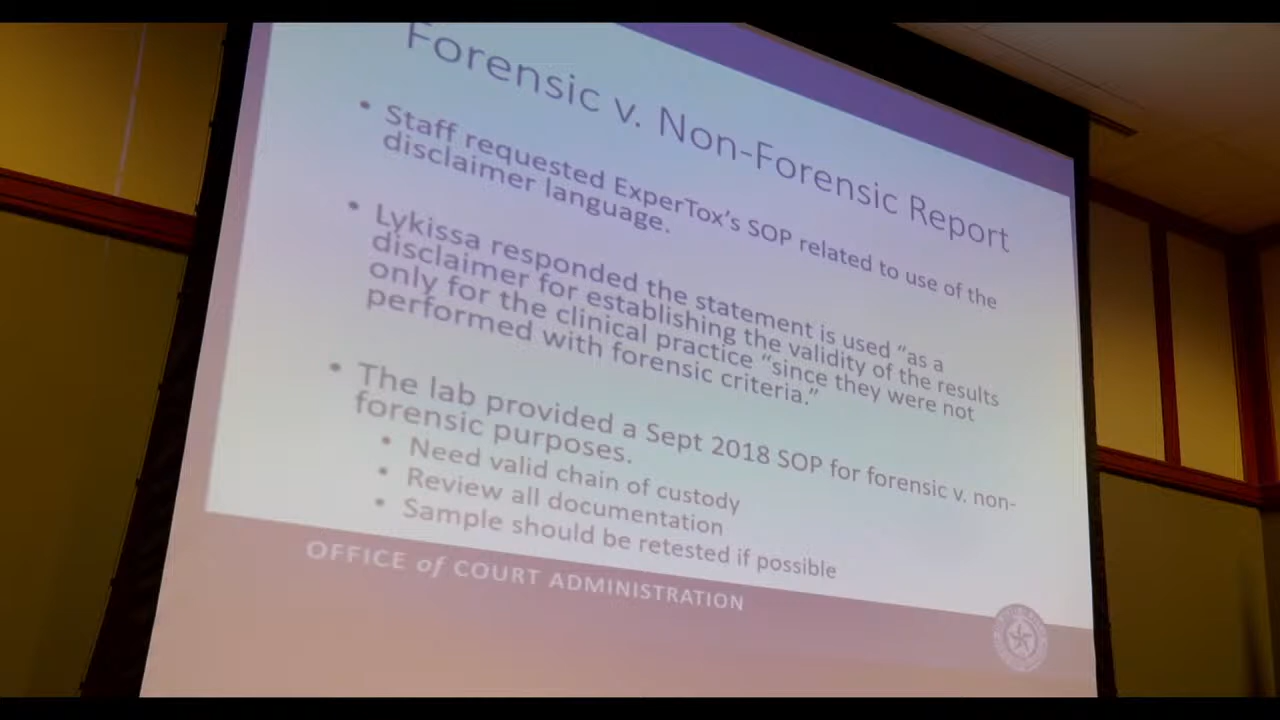 Forensic v. Non-Forensic Report
• Staff requested ExperTox's SOP related to use of the
disclaimer language.
• Lykissa responded the statement is used “as a
disclaimer for establishing the validity of the results
only for the clinical practice “since they were not
performed with forensic criteria.”
• The lab provided a Sept 2018 SOP for forensic v. non-
forensic purposes.
• Need valid chain of custody
• Review all documentation
• Sample should be retested if possible
OFFICE of COURT ADMINISTRATION